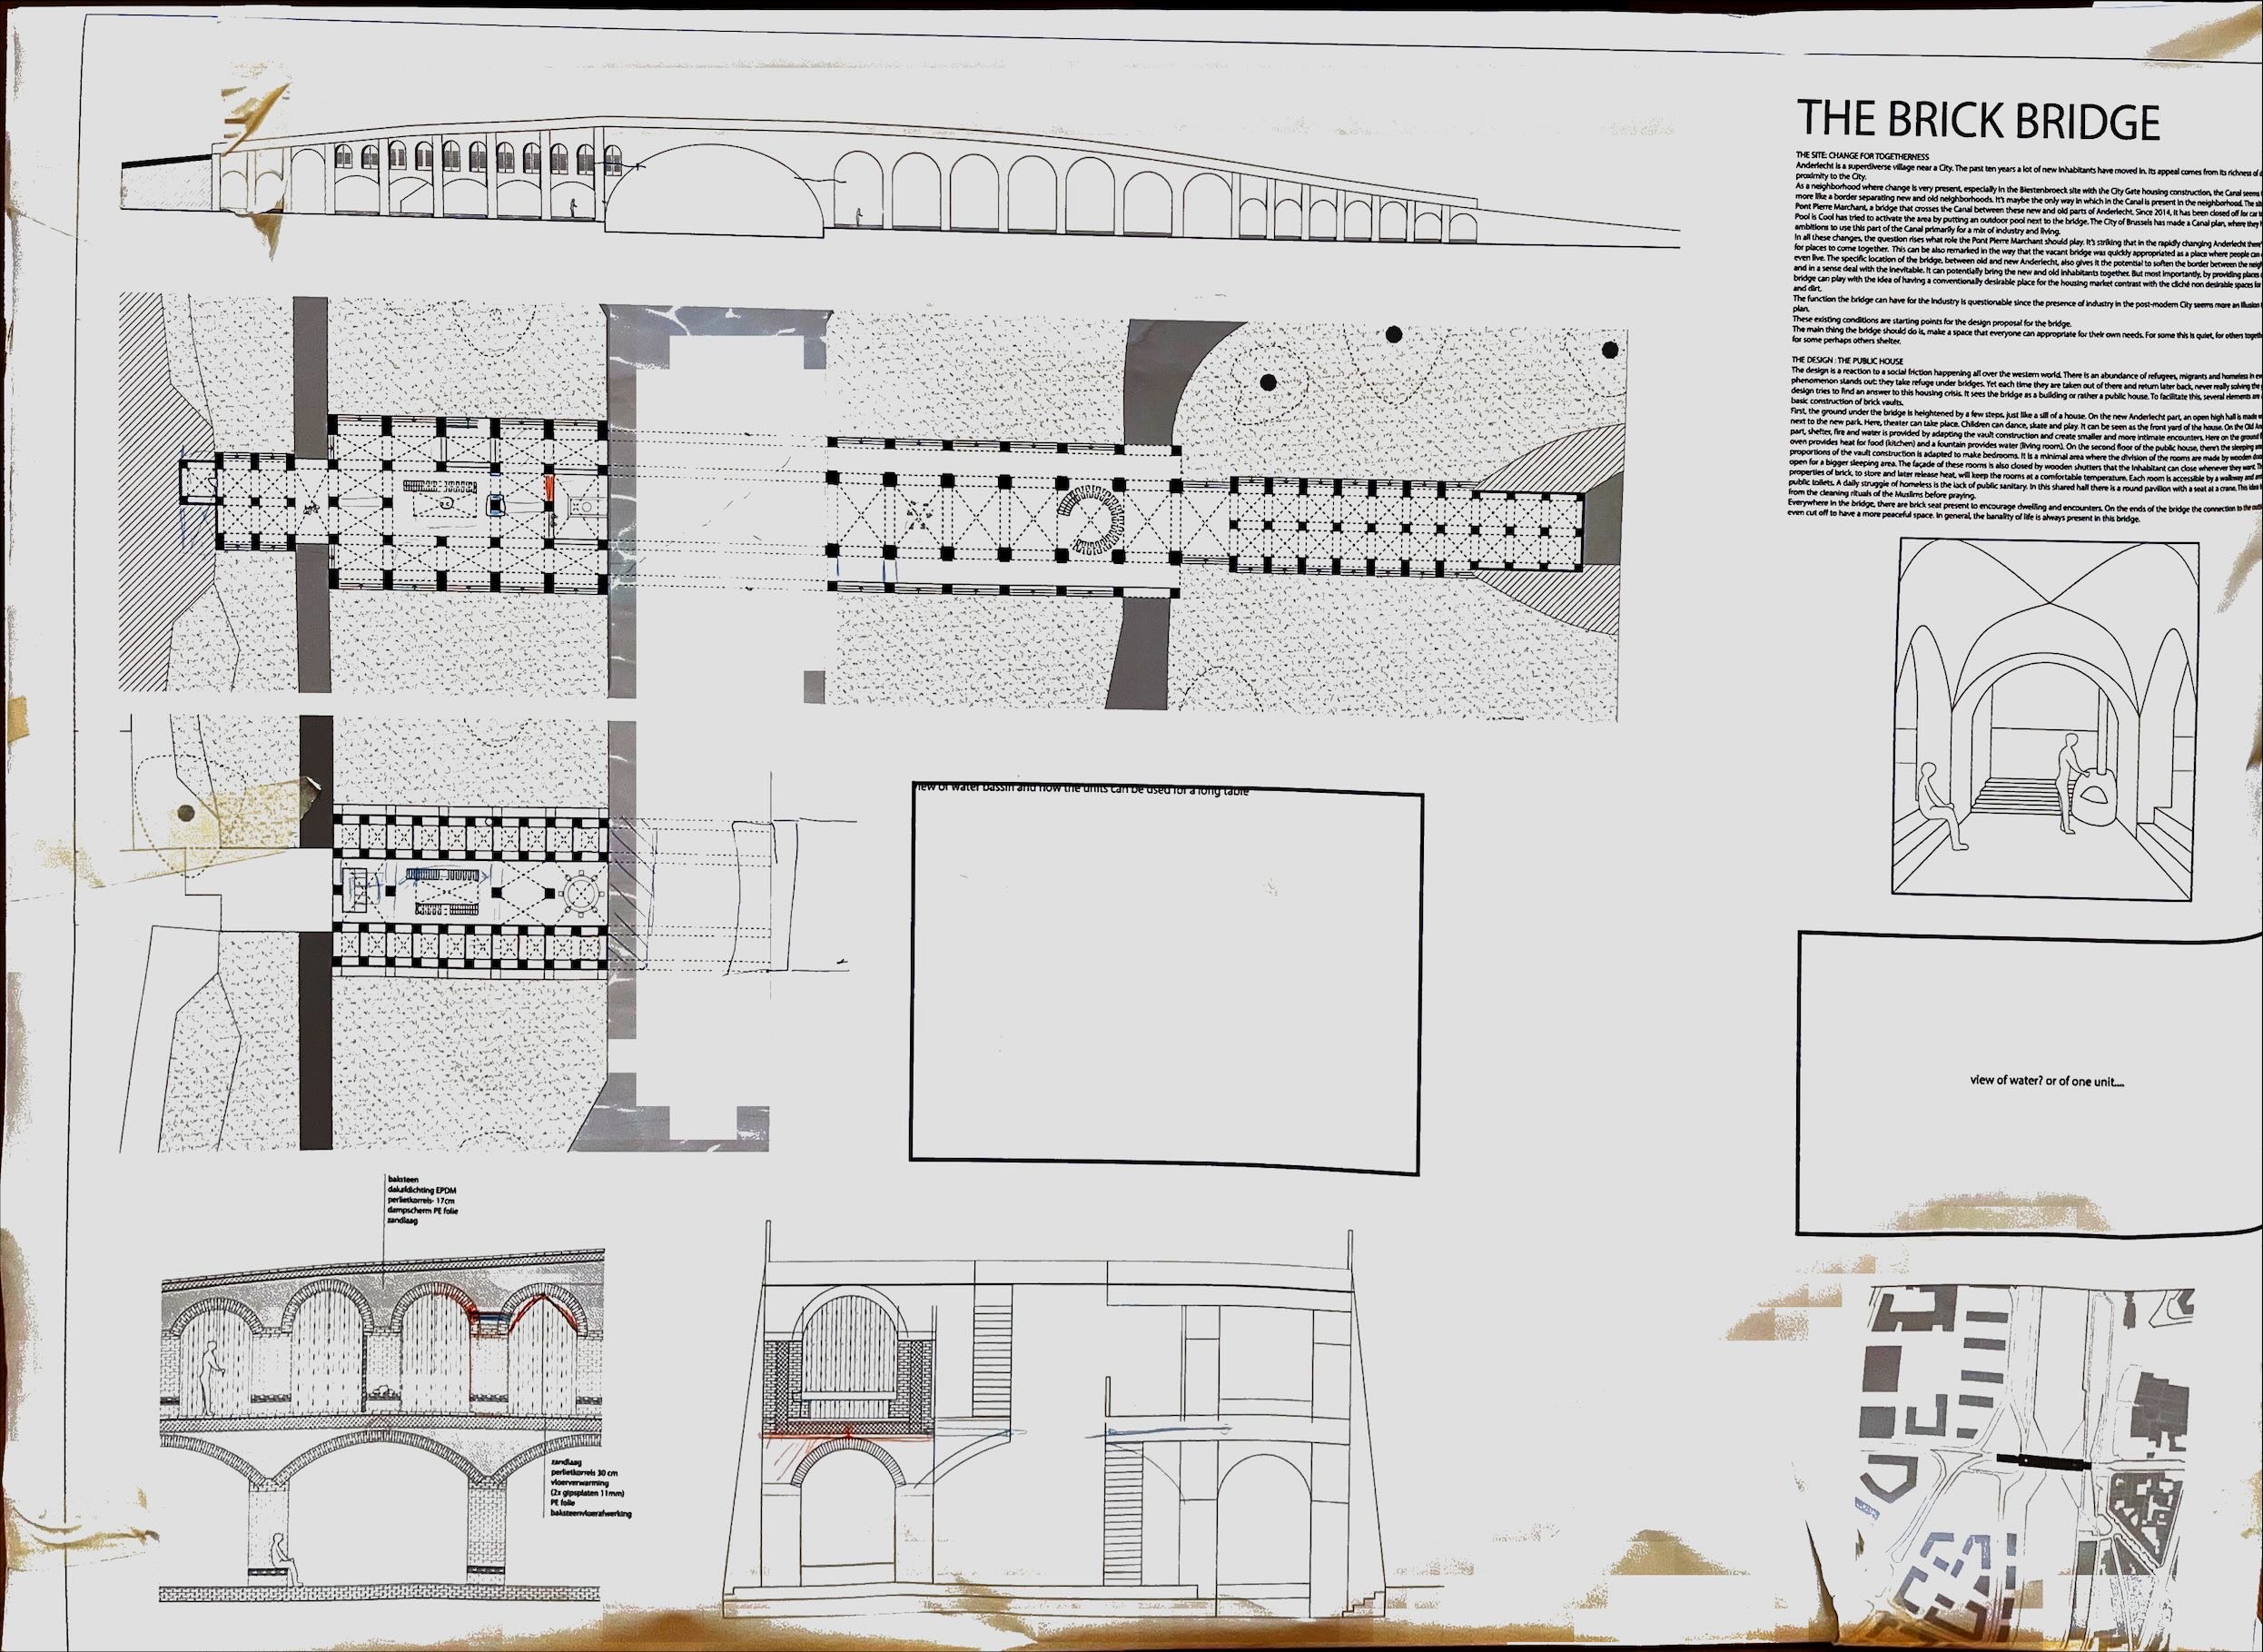 THE BRICK BRIDGE
THE SITE: CHANGE FOR TOGETHERNESS
Anderlecht is a superdiverse village near a City. The past ten years a lot of new inhabitants have moved in. Its appeal comes from its richness of
proximity to the City.
As a neighborhood where change is very present, especially in the Biestenbroeck site with the City Gate housing construction, the Canal seems
more like a border separating new and old neighborhoods. It's maybe the only way in which in the Canal is present in the neighborhood. The
Pont Pierre Marchant, a bridge that crosses the Canal between these new and old parts of Anderlecht. Since 2014, it has been closed off for car
Pool is Cool has tried to activate the area by putting an outdoor pool next to the bridge. The City of Brussels has made a Canal plan, where they
ambitions to use this part of the Canal primarily for a mix of industry and living.
In all these changes, the question rises what role the Pont Pierre Marchant should play. It's striking that in the rapidly changing Anderlecht
for places to come together. This can be also remarked in the way that the vacant bridge was quickly appropriated as a place where people can
even live. The specific location of the bridge, between old and new Anderlecht, also gives it the potential to soften the border between the
and in a sense deal with the inevitable. It can potentially bring the new and old inhabitants together. But most importantly, by providing places
bridge can play with the idea of having a conventionally desirable place for the housing market contrast with the cliché non desirable spaces for
and dirt.
The function the bridge can have for the Industry is questionable since the presence of industry in the post-modern City seems more an illusion
plan.
These existing conditions are starting points for the design proposal for the bridge.
The main thing the bridge should do is, make a space that everyone can appropriate for their own needs. For some this is quiet, for others
for some perhaps others shelter.
THE DESIGN : THE PUBLIC HOUSE
The design is a reaction to a social friction happening all over the western world. There is an abundance of refugees, migrants and homeless in
phenomenon stands out: they take refuge under bridges. Yet each time they are taken out of there and return later back, never really solving the
design tries to find an answer to this housing crisis. It sees the bridge as a building or rather a public house. To facilitate this, several elements are
basic construction of brick vaults.
First, the ground under the bridge is heightened by a few steps, just like a sill of a house. On the new Anderlecht part, an open high hall is made
next to the new park. Here, theater can take place. Children can dance, skate and play. It can be seen as the front yard of the house. On the Old
part, shelter, fire and water is provided by adapting the vault construction and create smaller and more intimate encounters. Here on the ground
oven provides heat for food (kitchen) and a fountain provides water (living room). On the second floor of the public house, there's the sleeping
proportions of the vault construction is adapted to make bedrooms. It is a minimal area where the division of the rooms are made by wooden
open for a bigger sleeping area. The façade of these rooms is also closed by wooden shutters that the inhabitant can close whenever they want.
properties of brick, to store and later release heat, will keep the rooms at a comfortable temperature. Each room is accessible by a walkway and
public toilets. A daily struggle of homeless is the lack of public sanitary. In this shared hall there is a round pavilion with a seat at a crane. This
from the cleaning rituals of the Muslims before praying.
Everywhere in the bridge, there are brick seat present to encourage dwelling and encounters. On the ends of the bridge the connection to the
even cut off to have a more peaceful space. In general, the banality of life is always present in this bridge.
view of water bassin and how the units can be used for a long table
view of water? or of one unit....
baksteen
dakafdichting EPDM
perlietkorrels- 17cm
dampscherm PE folie
zandlaag
zandlaag
perlietkorrels 30 cm
vloerverwarming
(2x gipsplaten 11mm)
PE folie
baksteenvloerafwerking